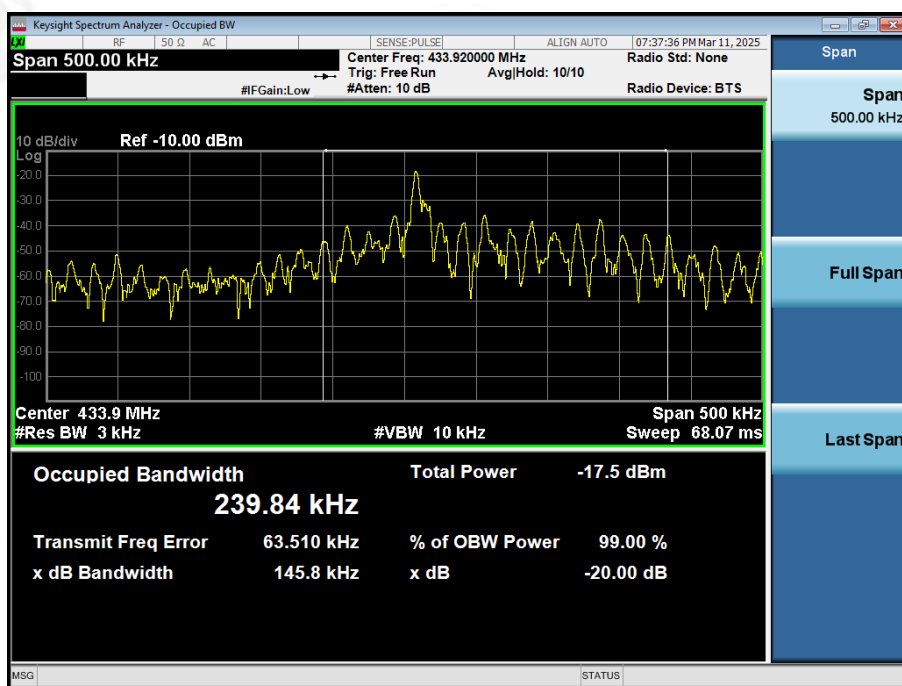 Keysight Spectrum Analyzer - Occupied BW
LXI RF 50 Ω AC SENSE:PULSE ALIGN AUTO 07:37:36 PM Mar 11, 2025
Span 500.00 kHz
Center Freq: 433.920000 MHz Radio Std: None
Trig: Free Run Avg|Hold: 10/10
#IFGain:Low #Atten: 10 dB Radio Device: BTS
10 dB/div Ref -10.00 dBm
Log
-20.0
-30.0
-40.0
-50.0
-60.0
-70.0
-80.0
-90.0
-100
Center 433.9 MHz Span 500 kHz
#Res BW 3 kHz #VBW 10 kHz Sweep 68.07 ms
Occupied Bandwidth Total Power -17.5 dBm
239.84 kHz
Transmit Freq Error 63.510 kHz % of OBW Power 99.00 %
x dB Bandwidth 145.8 kHz x dB -20.00 dB
MSG STATUS
Span
Span
500.00 kHz
Full Span
Last Span